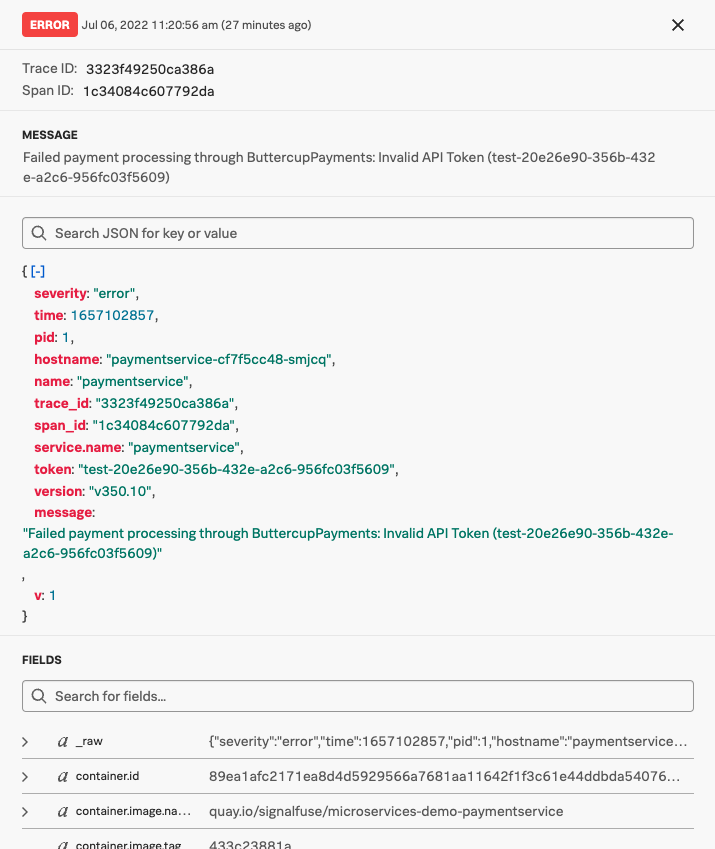 ERROR Jul 06, 2022 11:20:56 am (27 minutes ago)
Trace ID: 3323f49250ca386a
Span ID: 1c34084c607792da
MESSAGE
Failed payment processing through ButtercupPayments: Invalid API Token (test-20e26e90-356b-432
e-a2c6-956fc03f5609)
Search JSON for key or value
{ [-]
severity: "error",
time: 1657102857,
pid: 1,
hostname: "paymentservice-cf7f5cc48-smjcq",
name: "paymentservice",
trace_id: "3323f49250ca386a",
span_id: "1c34084c607792da",
service.name: "paymentservice",
token: "test-20e26e90-356b-432e-a2c6-956fc03f5609",
version: "v350.10",
message:
"Failed payment processing through ButtercupPayments: Invalid API Token (test-20e26e90-356b-432e-
a2c6-956fc03f5609)"
,
v: 1
}
FIELDS
Search for fields...
a _raw {"severity":"error","time":1657102857,"pid":1,"hostname":"paymentservice...
a container.id 89ea1afc2171ea8d4d5929566a7681aa11642f1f3c61e44ddbda54076...
a container.image.na... quay.io/signalfuse/microservices-demo-paymentservice
a container.image.tag 433c23881a